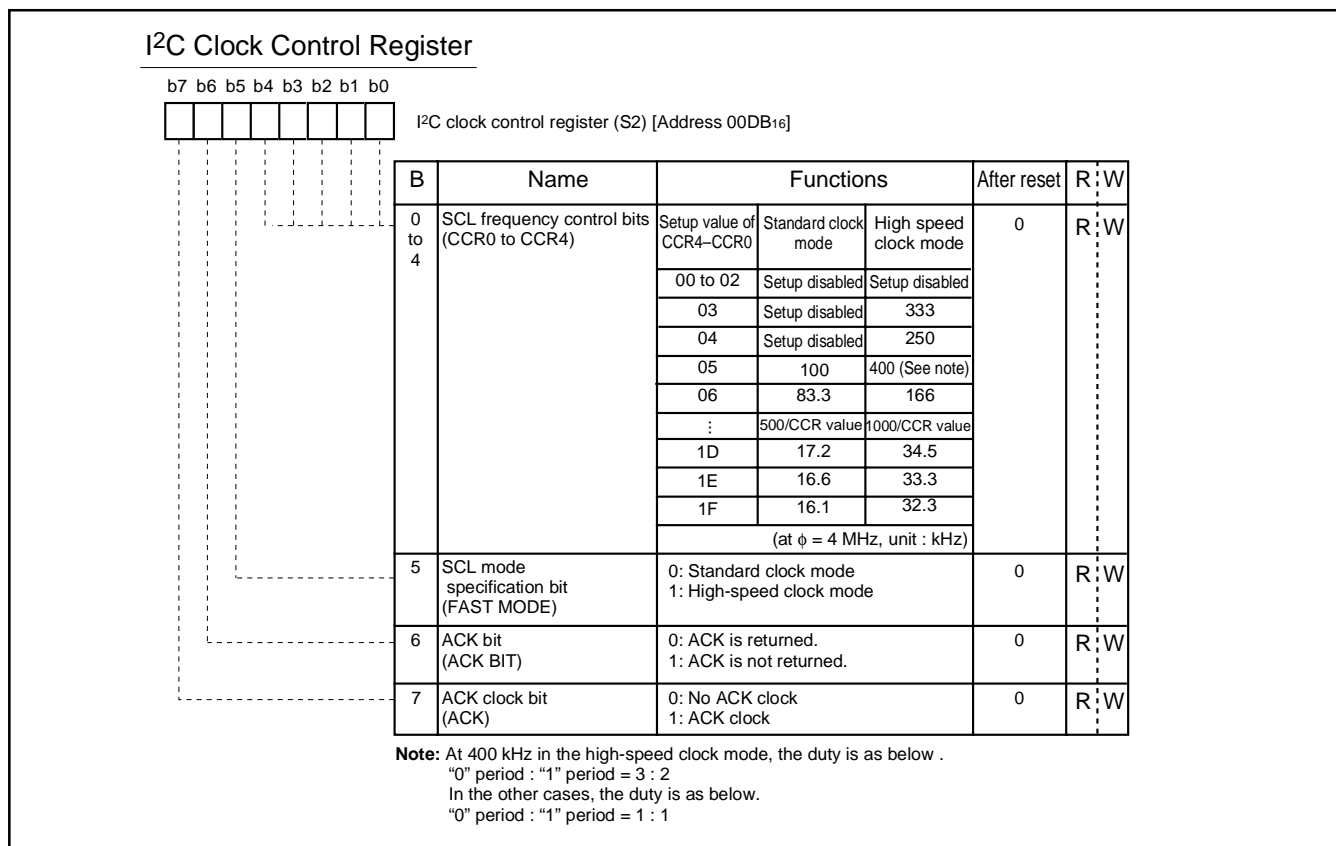 I2C Clock Control Register
b7 b6 b5 b4 b3 b2 b1 b0
I2C clock control register (S2) [Address 00DB16]
B Name Functions After reset R W
0 to 4 SCL frequency control bits (CCR0 to CCR4) 0 R W
Setup value of CCR4–CCR0 Standard clock mode High speed clock mode
00 to 02 Setup disabled Setup disabled
03 Setup disabled 333
04 Setup disabled 250
05 100 400 (See note)
06 83.3 166
⋮ 500/CCR value 1000/CCR value
1D 17.2 34.5
1E 16.6 33.3
1F 16.1 32.3
(at ϕ = 4 MHz, unit : kHz)
5 SCL mode specification bit (FAST MODE) 0: Standard clock mode 0 R W
1: High-speed clock mode
6 ACK bit (ACK BIT) 0: ACK is returned. 0 R W
1: ACK is not returned.
7 ACK clock bit (ACK) 0: No ACK clock 0 R W
1: ACK clock
Note: At 400 kHz in the high-speed clock mode, the duty is as below .
“0” period : “1” period = 3 : 2
In the other cases, the duty is as below.
“0” period : “1” period = 1 : 1